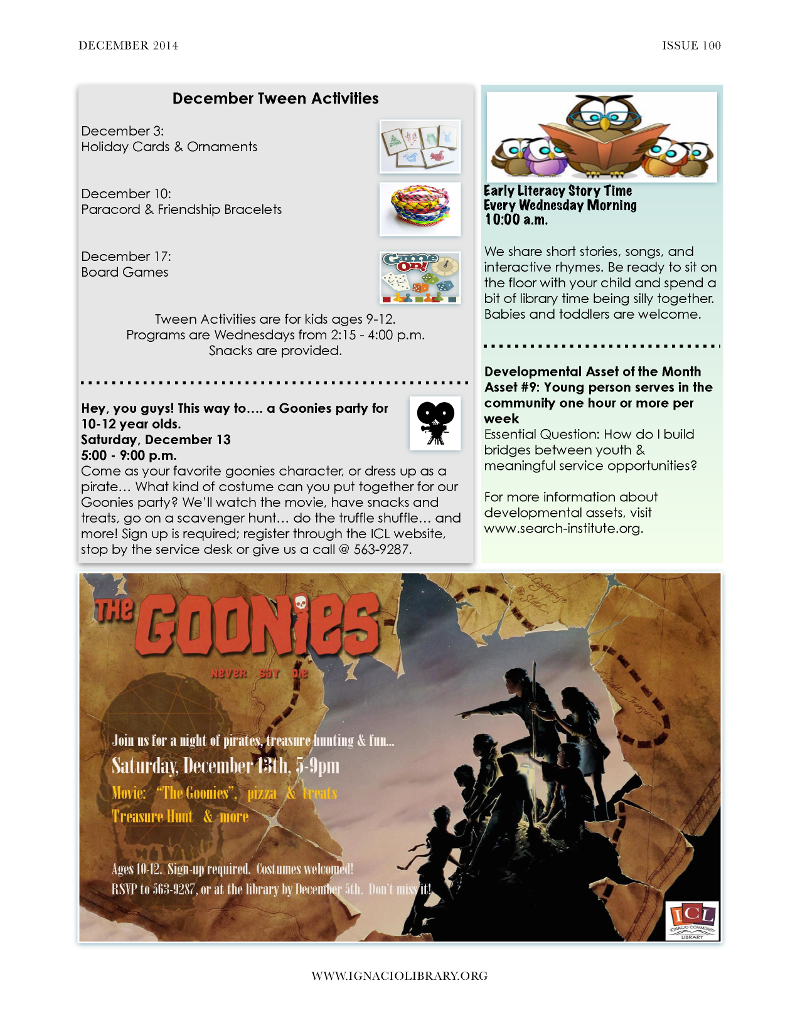 DECEMBER 2014
ISSUE 100
December Tween Activities
December 3:
Holiday Cards & Ornaments
December 10:
Paracord & Friendship Bracelets
December 17:
Board Games
Game
On!
Tween Activities are for kids ages 9-12.
Programs are Wednesdays from 2:15 - 4:00 p.m.
Snacks are provided.
Hey, you guys! This way to…. a Goonies party for
10-12 year olds.
Saturday, December 13
5:00 - 9:00 p.m.
Come as your favorite goonies character, or dress up as a
pirate… What kind of costume can you put together for our
Goonies party? We'll watch the movie, have snacks and
treats, go on a scavenger hunt… do the truffle shuffle… and
more! Sign up is required; register through the ICL website,
stop by the service desk or give us a call @ 563-9287.
Early Literacy Story Time
Every Wednesday Morning
10:00 a.m.
We share short stories, songs, and
interactive rhymes. Be ready to sit on
the floor with your child and spend a
bit of library time being silly together.
Babies and toddlers are welcome.
Developmental Asset of the Month
Asset #9: Young person serves in the
community one hour or more per
week
Essential Question: How do I build
bridges between youth &
meaningful service opportunities?
For more information about
developmental assets, visit
www.search-institute.org.
THE GOONIES
NEVER SAY DIE
Join us for a night of pirates, treasure hunting & fun...
Saturday, December 13th, 5-9pm
Movie: "The Goonies", pizza & treats
Treasure Hunt & more
Ages 10-12. Sign-up required. Costumes welcomed!
RSVP to 563-9287, or at the library by December 5th. Don't miss it!
ICL
IGNACIO COMMUNITY
LIBRARY
WWW.IGNACIOLIBRARY.ORG